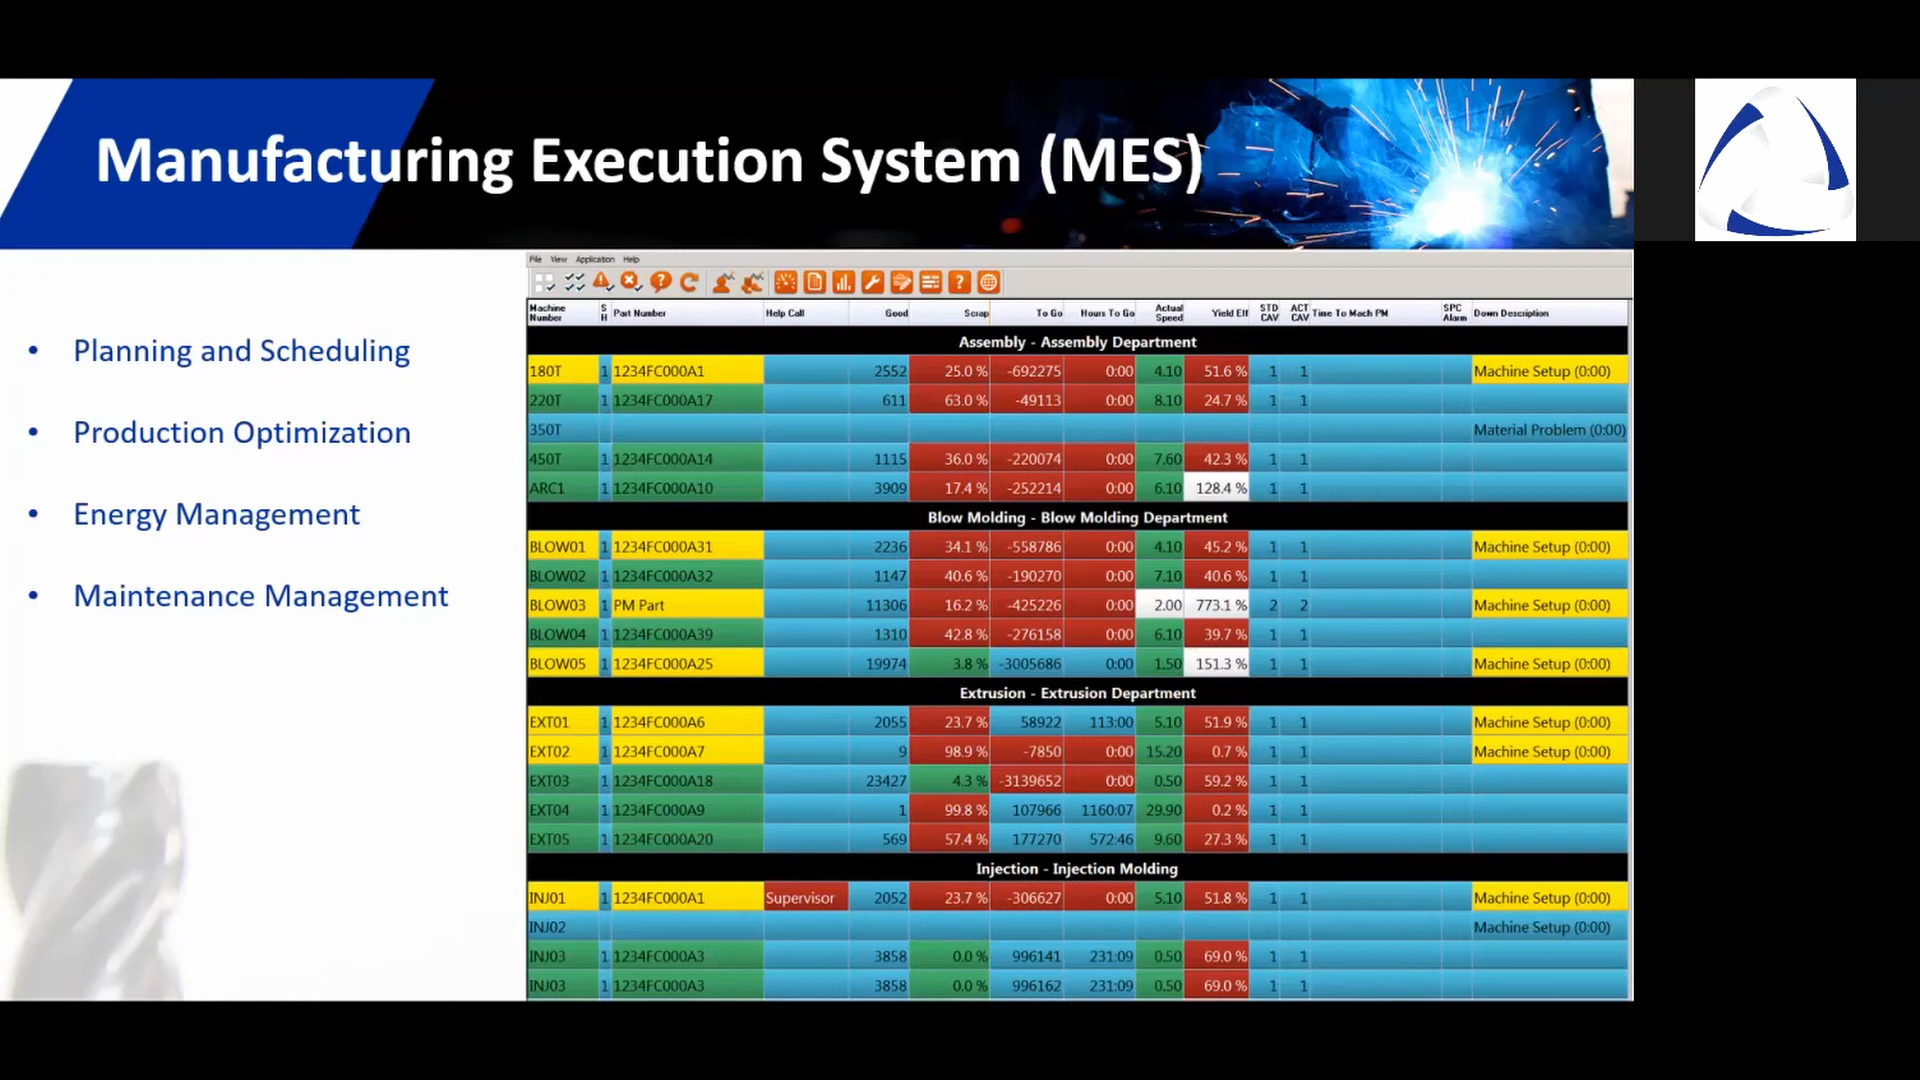 Manufacturing Execution System (MES)
• Planning and Scheduling
• Production Optimization
• Energy Management
• Maintenance Management
File View Application Help
Machine Number SH Part Number Help Call Good Scrap To Go Hours To Go Actual Speed Yield Eff STD CAV ACT CAV Time To Mach PM SPC Alarm Down Description
Assembly - Assembly Department
180T 1 1234FC000A1 2552 25.0 % -692275 0:00 4.10 51.6 % 1 1 Machine Setup (0:00)
220T 1 1234FC000A17 611 63.0 % -49113 0:00 8.10 24.7 % 1 1
350T Material Problem (0:00)
450T 1 1234FC000A14 1115 36.0 % -220074 0:00 7.60 42.3 % 1 1
ARC1 1 1234FC000A10 3909 17.4 % -252214 0:00 6.10 128.4 % 1 1
Blow Molding - Blow Molding Department
BLOW01 1 1234FC000A31 2236 34.1 % -558786 0:00 4.10 45.2 % 1 1 Machine Setup (0:00)
BLOW02 1 1234FC000A32 1147 40.6 % -190270 0:00 7.10 40.6 % 1 1
BLOW03 1 PM Part 11306 16.2 % -425226 0:00 2.00 773.1 % 2 2 Machine Setup (0:00)
BLOW04 1 1234FC000A39 1310 42.8 % -276158 0:00 6.10 39.7 % 1 1
BLOW05 1 1234FC000A25 19974 3.8 % -3005686 0:00 1.50 151.3 % 1 1 Machine Setup (0:00)
Extrusion - Extrusion Department
EXT01 1 1234FC000A6 2055 23.7 % 58922 113:00 5.10 51.9 % 1 1 Machine Setup (0:00)
EXT02 1 1234FC000A7 9 98.9 % -7850 0:00 15.20 0.7 % 1 1 Machine Setup (0:00)
EXT03 1 1234FC000A18 23427 4.3 % -3139652 0:00 0.50 59.2 % 1 1
EXT04 1 1234FC000A9 1 99.8 % 107966 1160:07 29.90 0.2 % 1 1
EXT05 1 1234FC000A20 569 57.4 % 177270 572:46 9.60 27.3 % 1 1
Injection - Injection Molding
INJ01 1 1234FC000A1 Supervisor 2052 23.7 % -306627 0:00 5.10 51.8 % 1 1 Machine Setup (0:00)
INJ02 Machine Setup (0:00)
INJ03 1 1234FC000A3 3858 0.0 % 996141 231:09 0.50 69.0 % 1 1
INJ03 1 1234FC000A3 3858 0.0 % 996162 231:09 0.50 69.0 % 1 1